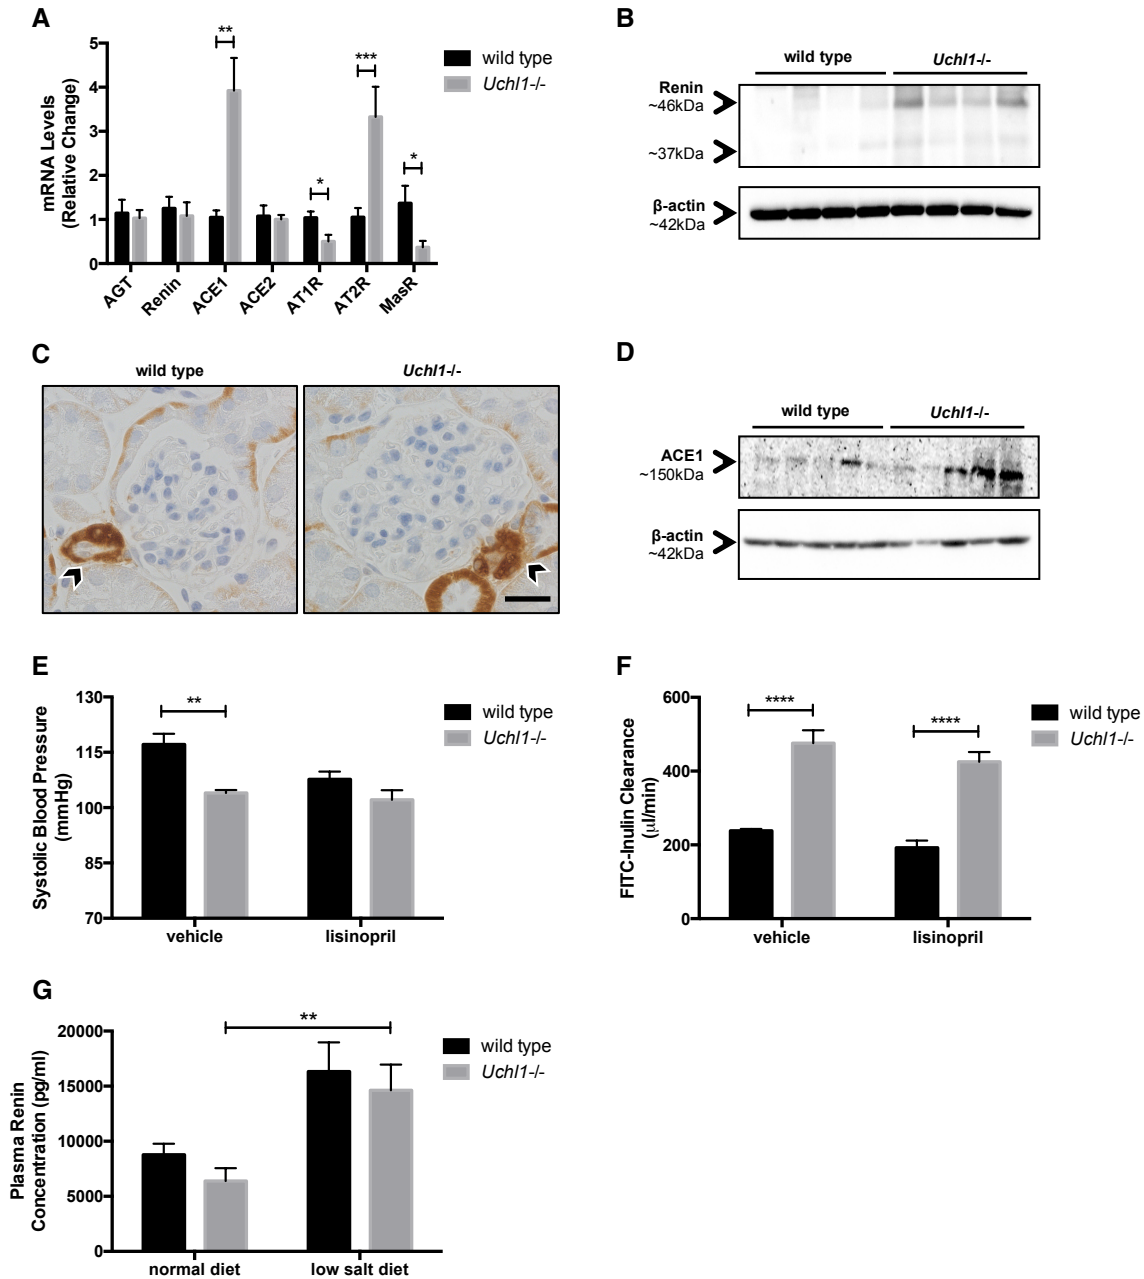 A
mRNA Levels
(Relative Change)
5
4
3
2
1
0
**
*
***
*
AGT
Renin
ACE1
ACE2
AT1R
AT2R
MasR
wild type
Uchl1-/-
B
wild type
Uchl1-/-
Renin
~46kDa
~37kDa
β-actin
~42kDa
C
wild type
Uchl1-/-
D
wild type
Uchl1-/-
ACE1
~150kDa
β-actin
~42kDa
E
Systolic Blood Pressure
(mmHg)
130
115
100
85
70
**
vehicle
lisinopril
wild type
Uchl1-/-
F
FITC-Inulin Clearance
(µl/min)
600
400
200
0
****
****
vehicle
lisinopril
wild type
Uchl1-/-
G
Plasma Renin
Concentration (pg/ml)
20000
15000
10000
5000
0
**
normal diet
low salt diet
wild type
Uchl1-/-